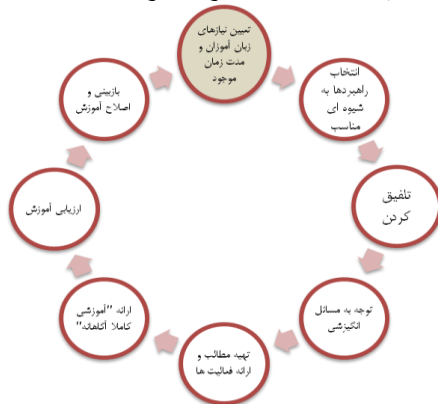 تعیین نیازهای
زبان آموزان و
مدت زمان
موجود
انتخاب
راهبردها به
شیوه ای
مناسب
تلفیق
کردن
توجه به مسائل
انگیزشی
تهیه مطالب و
ارائه فعالیت ها
ارائه "آموزشی
کاملا آگاهانه"
ارزیابی آموزش
بازبینی و
اصلاح آموزش